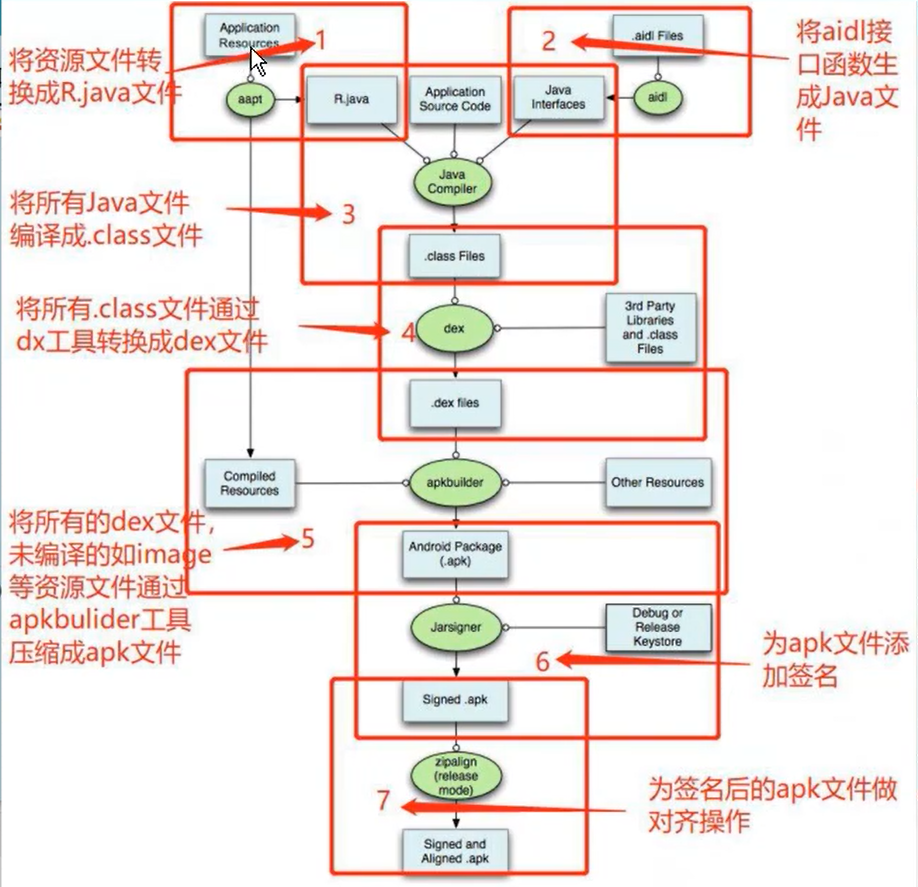 Application
Resources
1
2
.aidl Files
将资源文件转
换成R.java文件
将aidl接
口函数生
成Java文
件
aapt
R.java
Application
Source Code
Java
Interfaces
aidl
Java
Compiler
将所有Java文件
编译成.class文件
3
.class Files
将所有.class文件通过
dx工具转换成dex文件
4
dex
3rd Party
Libraries
and .class
Files
.dex files
Compiled
Resources
apkbuilder
Other Resources
将所有的dex文件，
未编译的如image
等资源文件通过
apkbulider工具
压缩成apk文件
5
Android Package
(.apk)
Jarsigner
Debug or
Release
Keystore
6
为apk文件添
加签名
Signed .apk
zipalign
(release
mode)
7
为签名后的apk文件做
对齐操作
Signed and
Aligned .apk